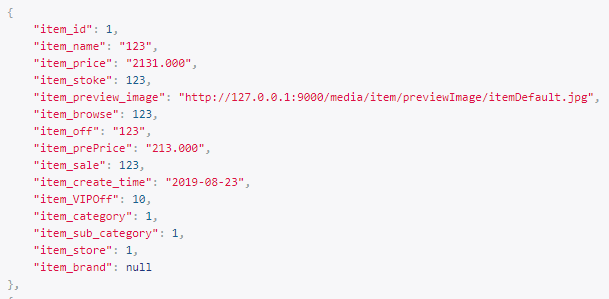 {
"item_id": 1,
"item_name": "123",
"item_price": "2131.000",
"item_stoke": 123,
"item_preview_image": "http://127.0.0.1:9000/media/item/previewImage/itemDefault.jpg",
"item_browse": 123,
"item_off": "123",
"item_prePrice": "213.000",
"item_sale": 123,
"item_create_time": "2019-08-23",
"item_VIPOff": 10,
"item_category": 1,
"item_sub_category": 1,
"item_store": 1,
"item_brand": null
},